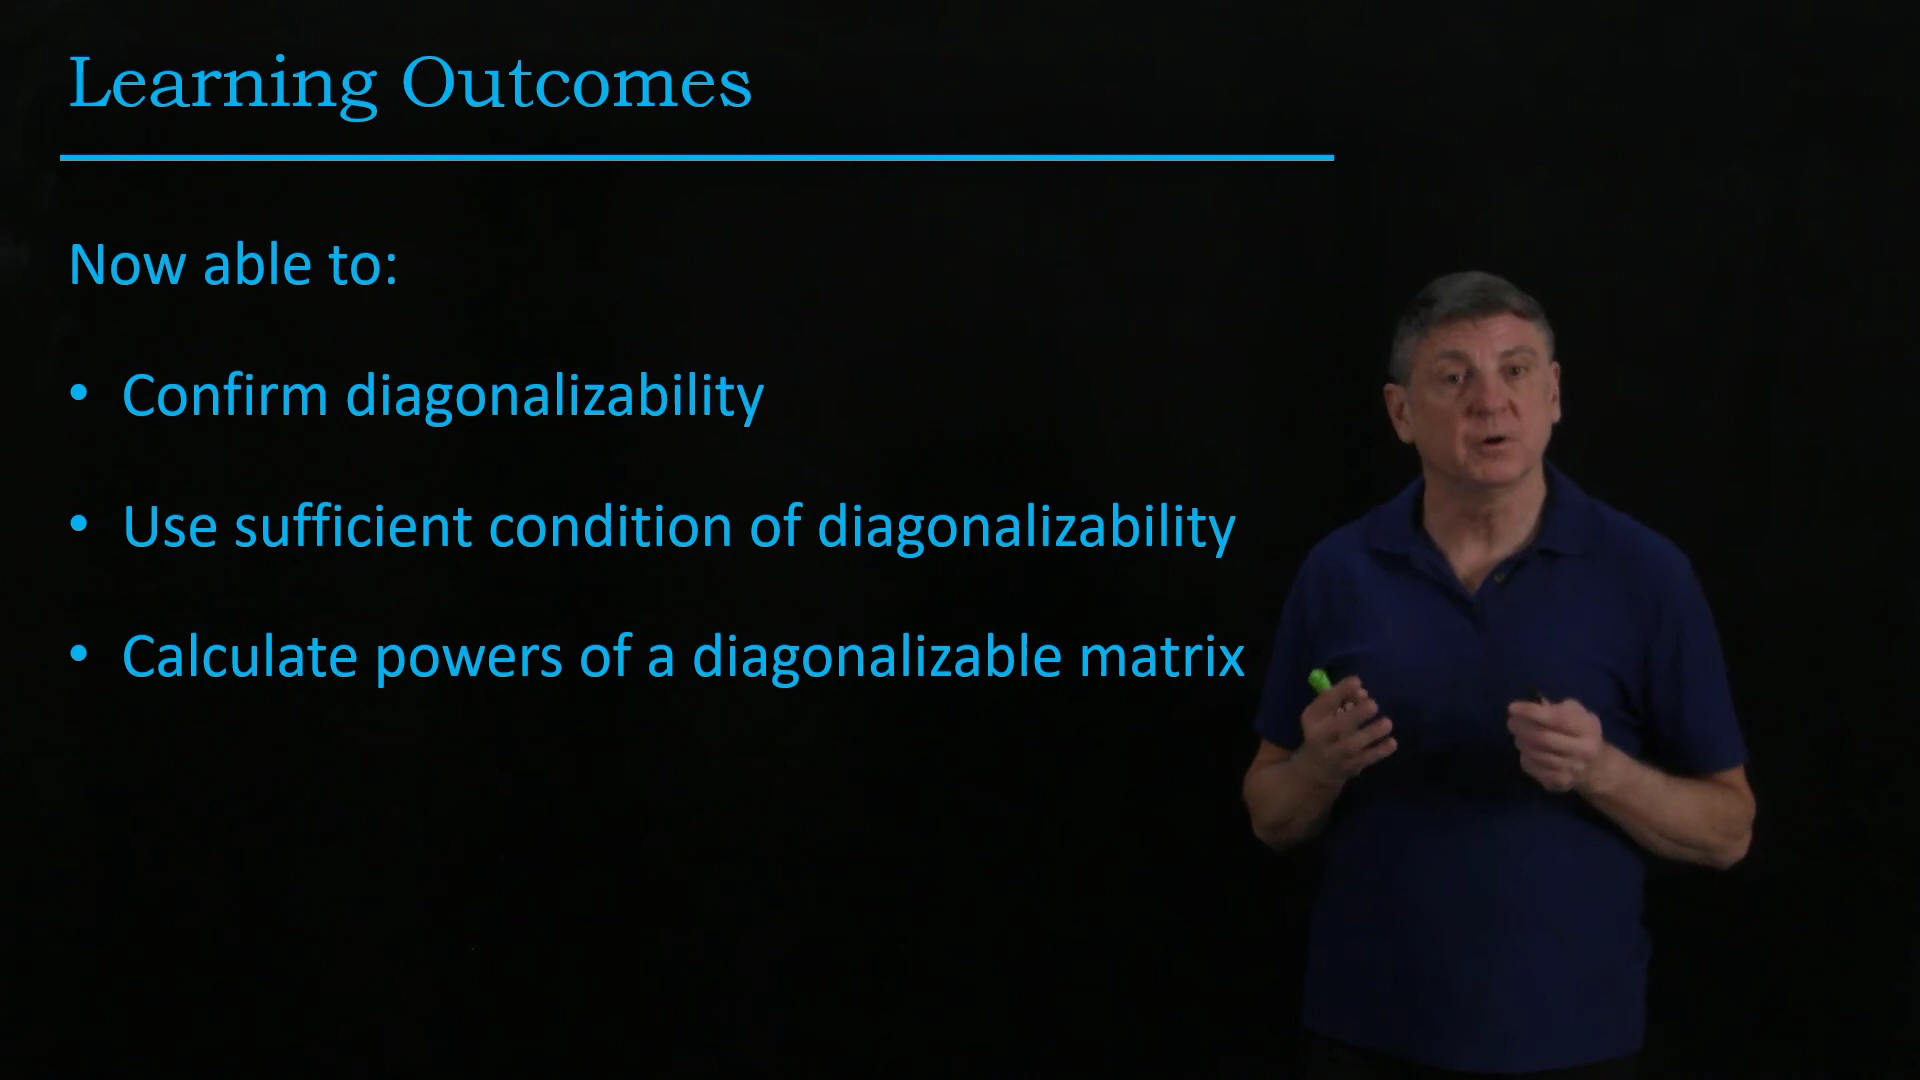 Learning Outcomes
Now able to:
• Confirm diagonalizability
• Use sufficient condition of diagonalizability
• Calculate powers of a diagonalizable matrix